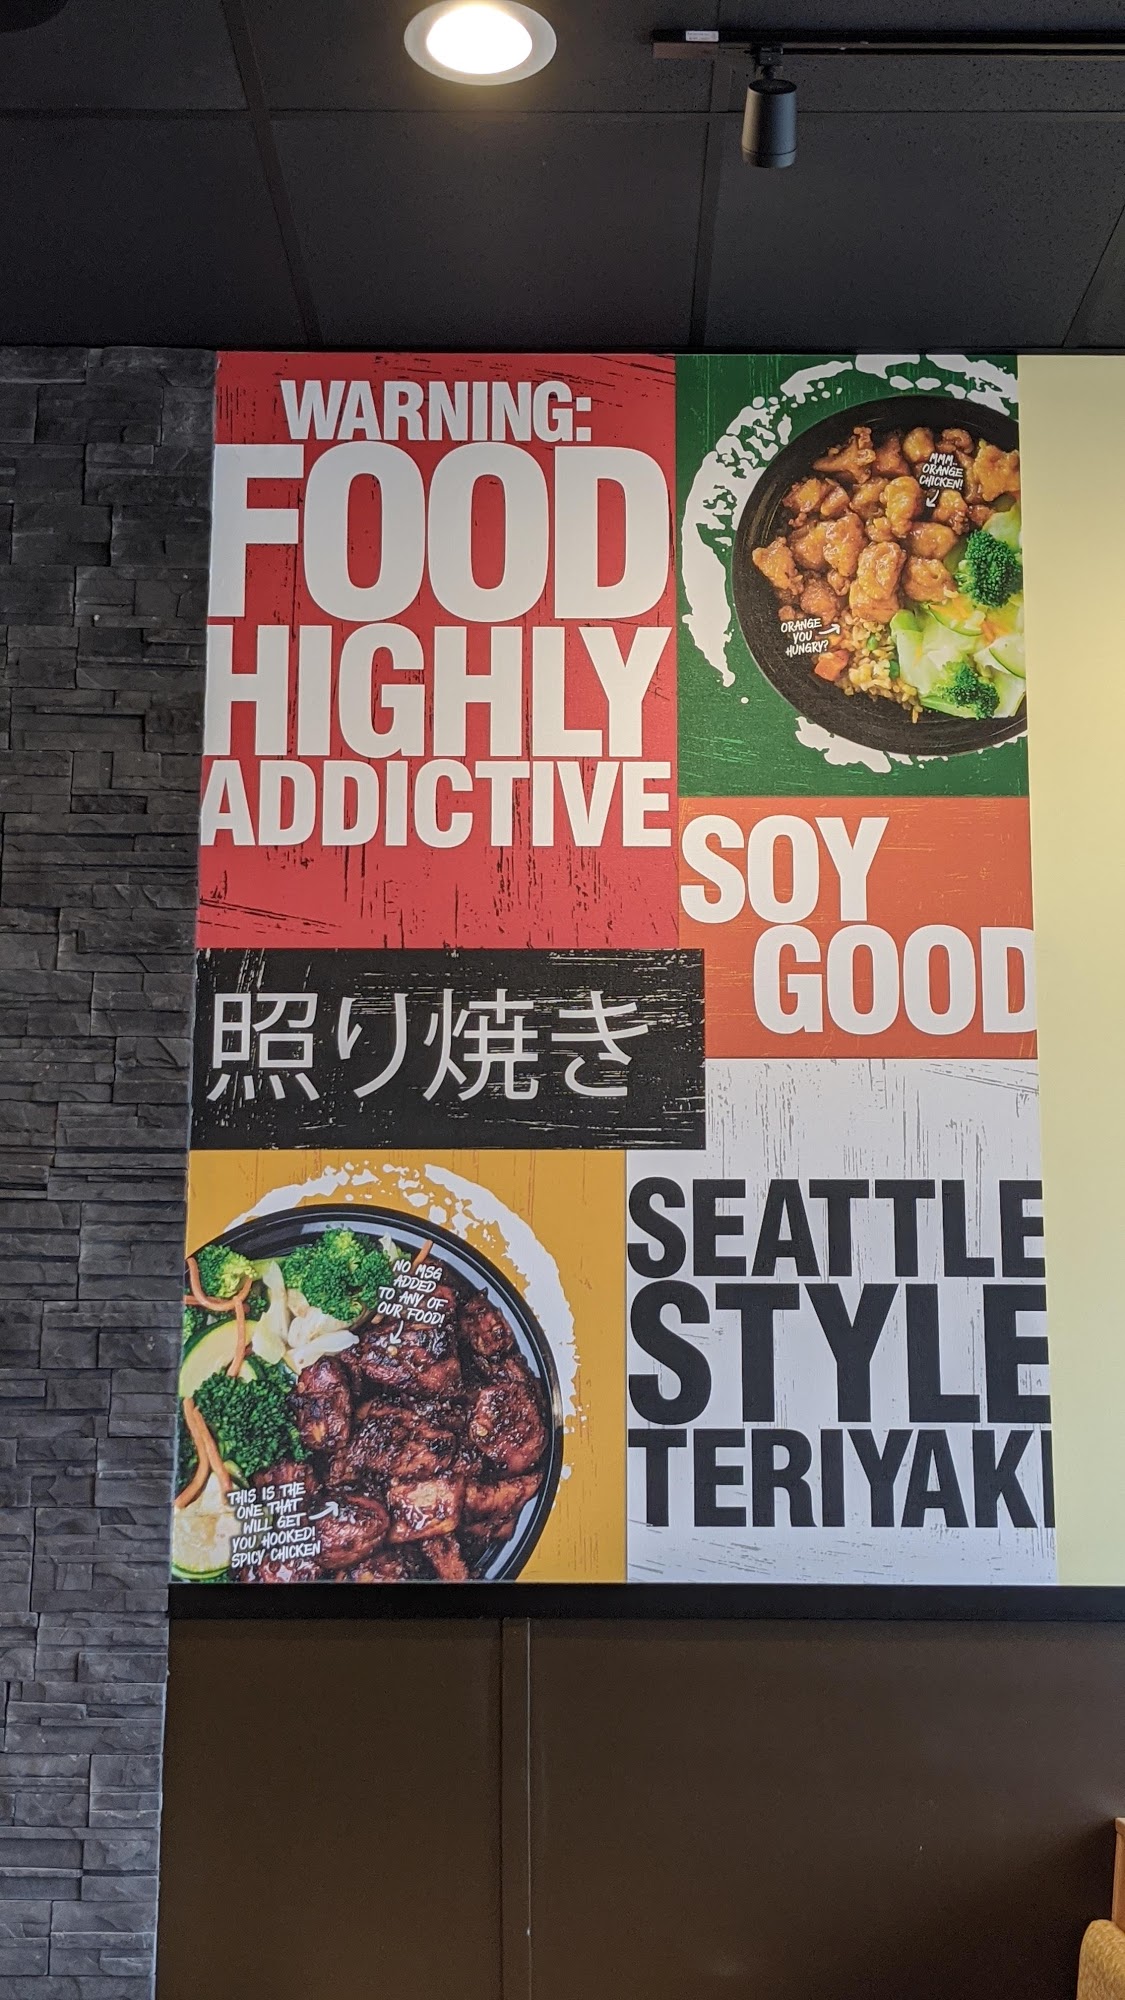 WARNING:
FOOD
HIGHLY
ADDICTIVE
MMM..
ORANGE
CHICKEN!
ORANGE
YOU
HUNGRY?
SOY
GOOD
照り焼き
NO MSG
ADDED
TO ANY OF
OUR FOOD!
THIS IS THE
ONE THAT
WILL GET
YOU HOOKED!
SPICY CHICKEN
SEATTLE
STYLE
TERIYAKI